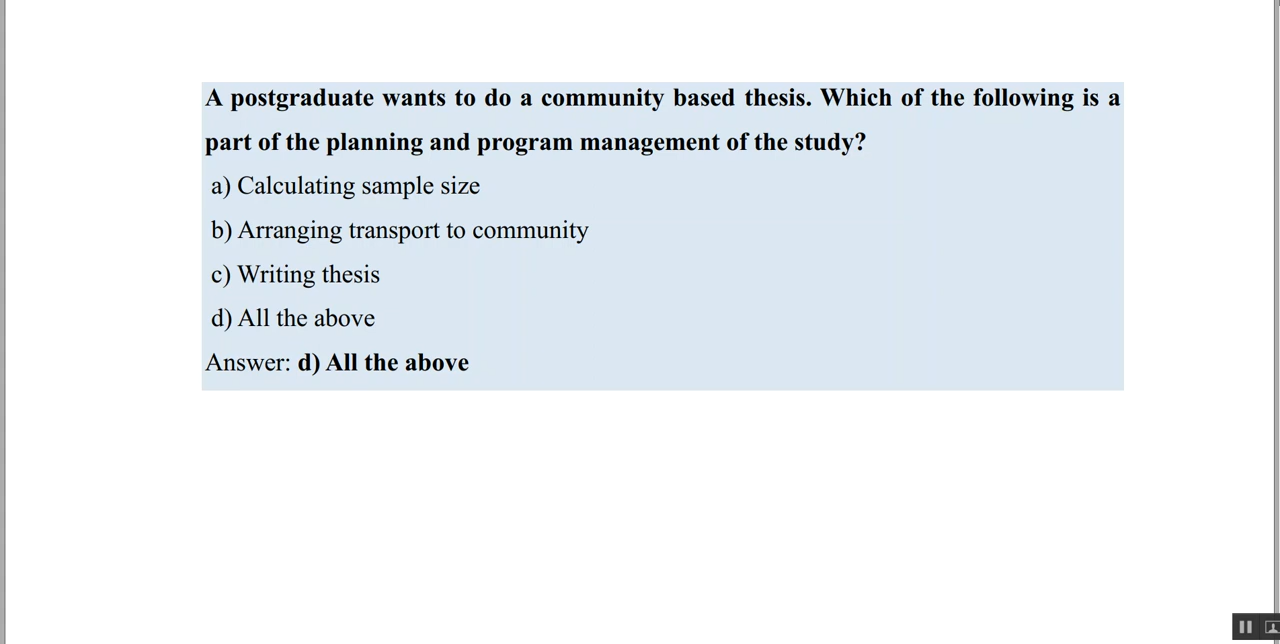 A postgraduate wants to do a community based thesis. Which of the following is a
part of the planning and program management of the study?
a) Calculating sample size
b) Arranging transport to community
c) Writing thesis
d) All the above
Answer: d) All the above